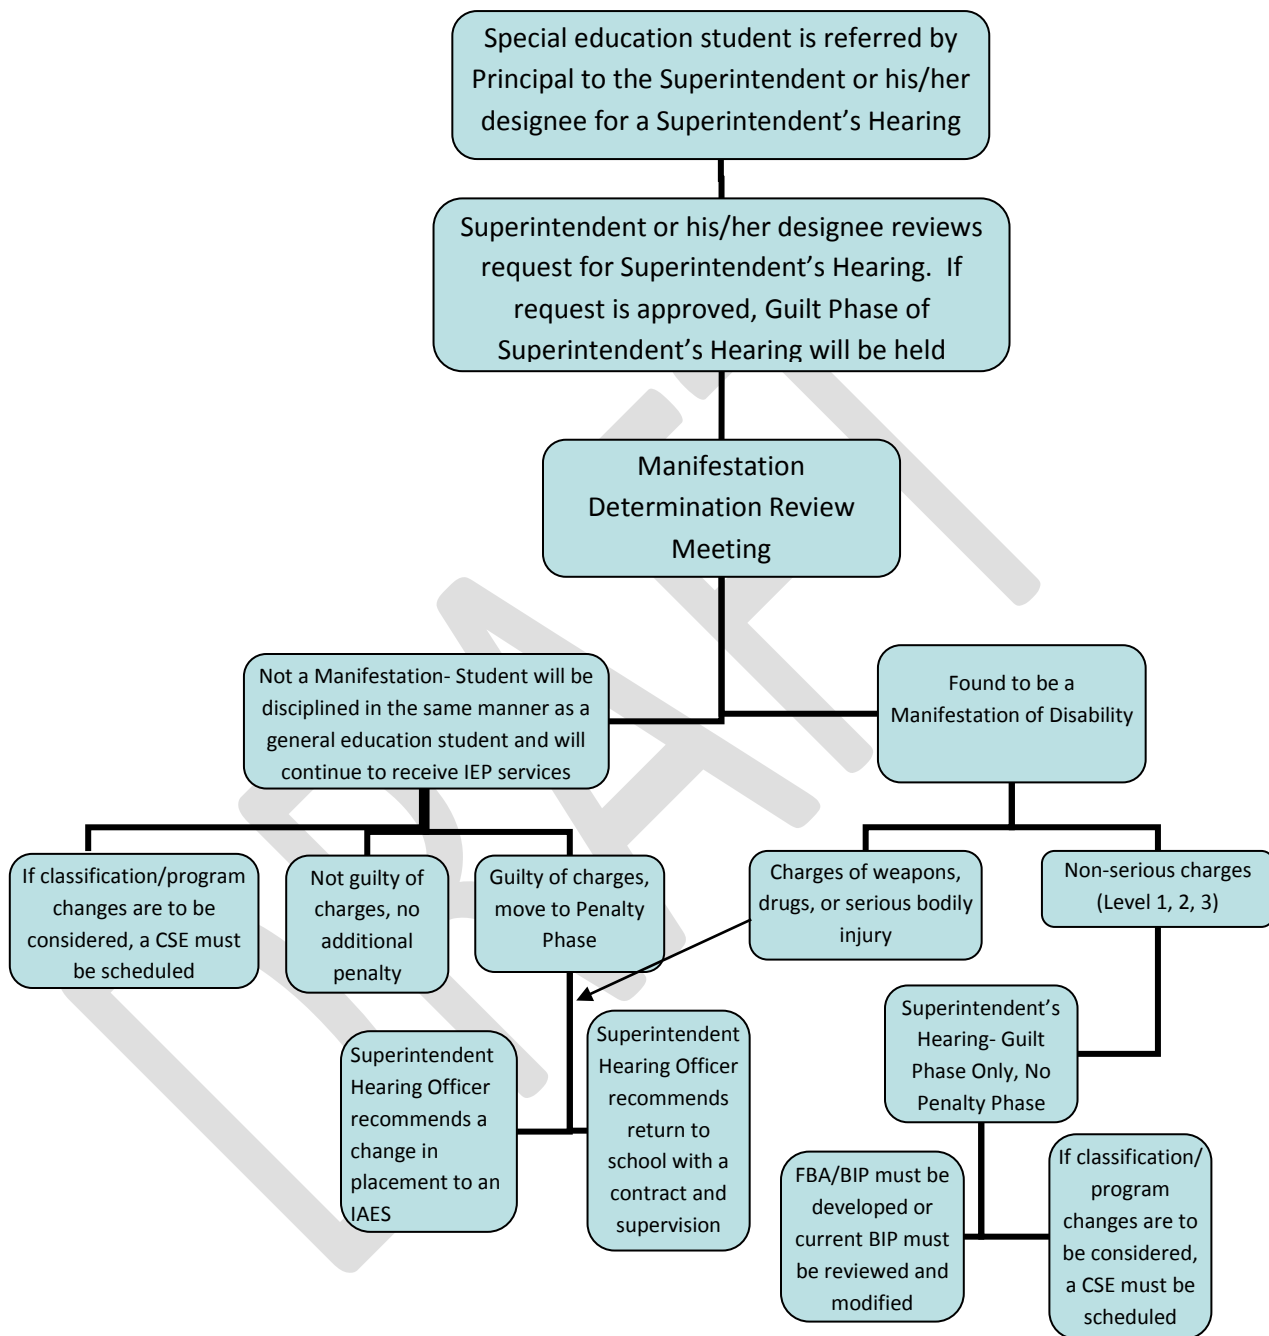 Special education student is referred by
Principal to the Superintendent or his/her
designee for a Superintendent’s Hearing
Superintendent or his/her designee reviews
request for Superintendent’s Hearing.  If
request is approved, Guilt Phase of
Superintendent’s Hearing will be held
Manifestation
Determination Review
Meeting
Not a Manifestation- Student will be
disciplined in the same manner as a
general education student and will
continue to receive IEP services
Found to be a
Manifestation of Disability
If classification/program
changes are to be
considered, a CSE must
be scheduled
Not guilty of
charges, no
additional
penalty
Guilty of charges,
move to Penalty
Phase
Charges of weapons,
drugs, or serious bodily
injury
Non-serious charges
(Level 1, 2, 3)
Superintendent
Hearing Officer
recommends a
change in
placement to an
IAES
Superintendent
Hearing Officer
recommends
return to
school with a
contract and
supervision
Superintendent’s
Hearing- Guilt
Phase Only, No
Penalty Phase
FBA/BIP must be
developed or
current BIP must
be reviewed and
modified
If classification/
program
changes are to
be considered,
a CSE must be
scheduled
DRAFT